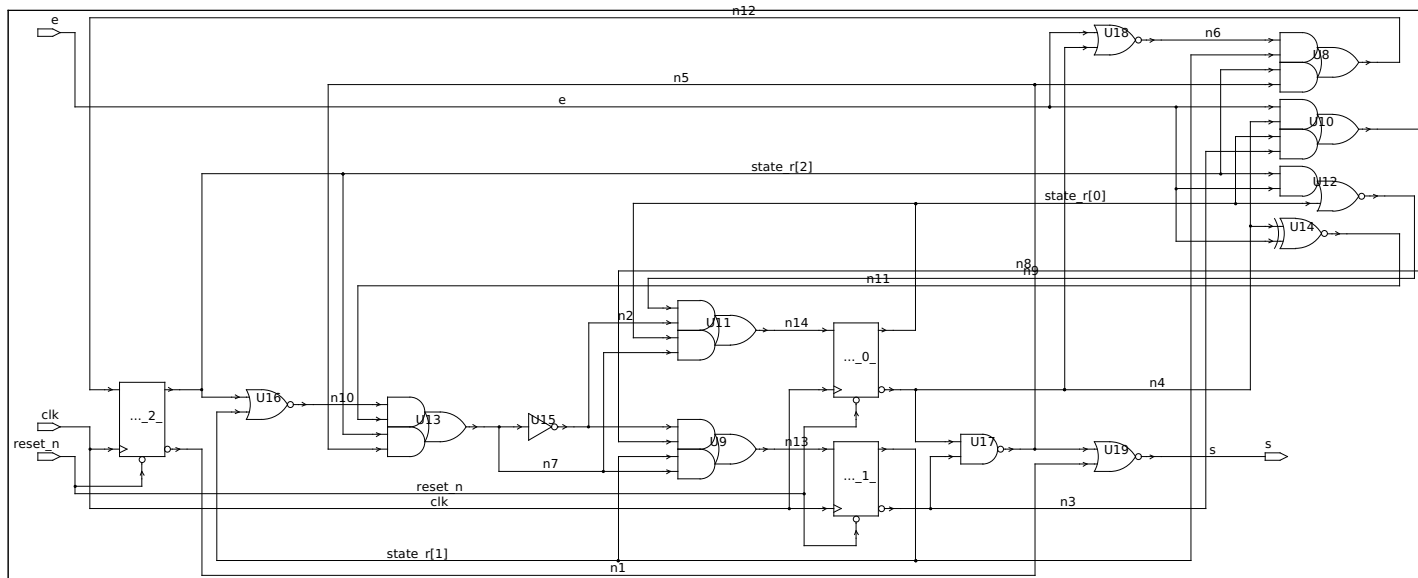 n12
e
U18
n6
U8
n5
e
U10
state_r[2]
U12
state_r[0]
U14
n8
n9
n11
n2
U11
n14
..._0_
n4
..._2_
U16
n10
U13
U15
clk
reset_n
n7
U9
n13
U17
U19
s
s
..._1_
reset_n
clk
n3
state_r[1]
n1